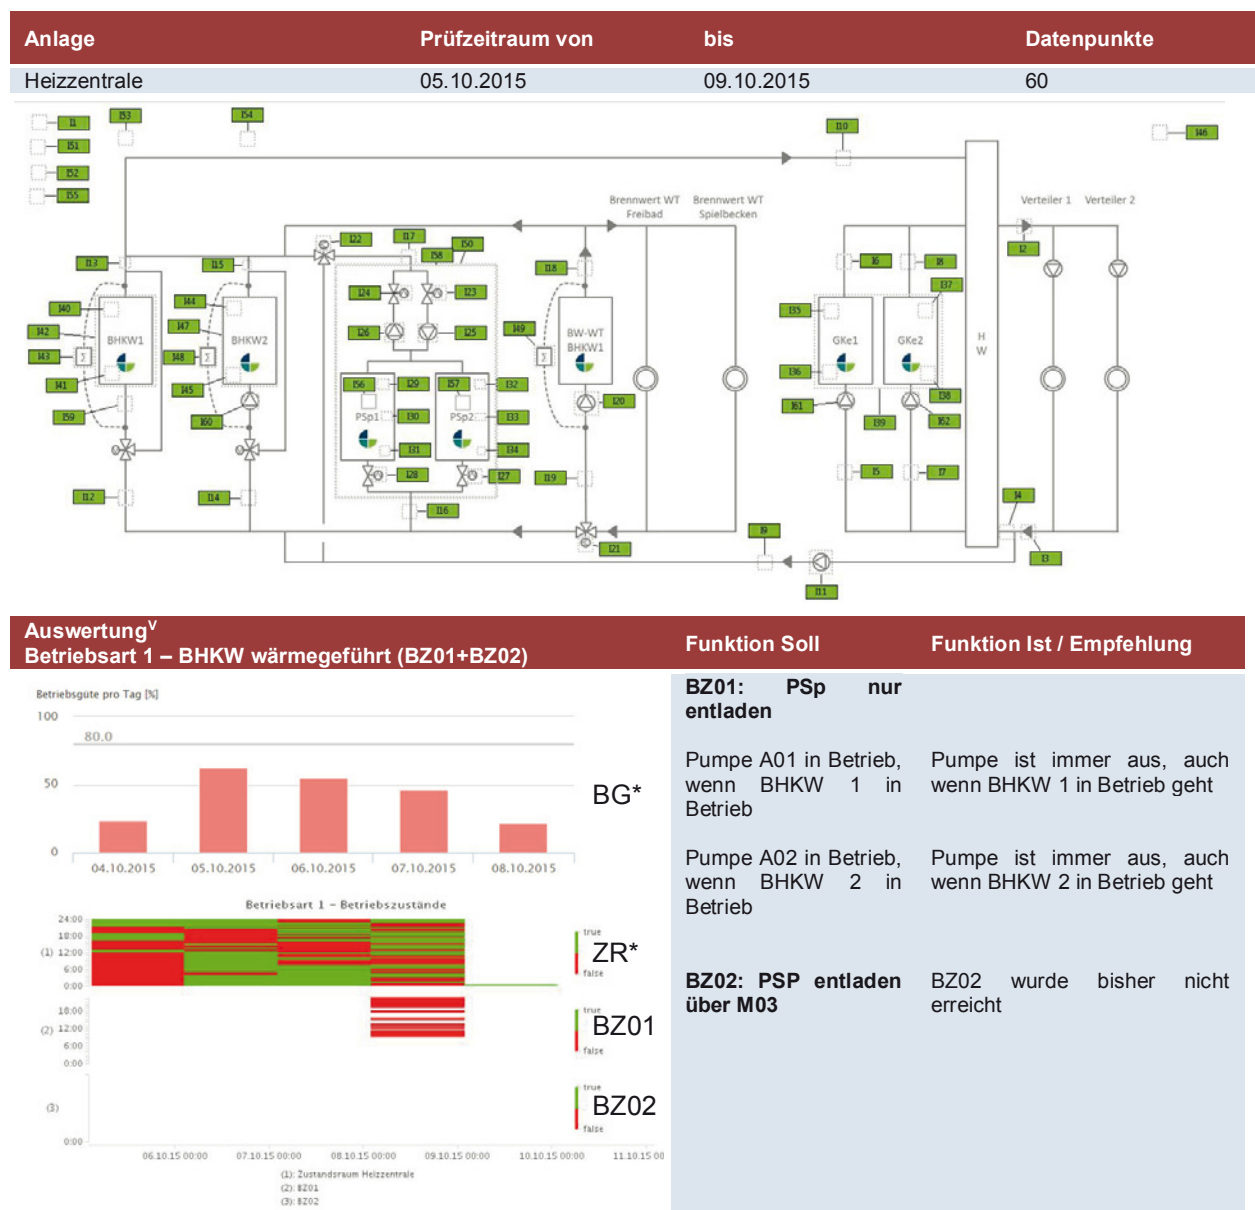 Anlage Prüfzeitraum von bis Datenpunkte
Heizzentrale 05.10.2015 09.10.2015 60
I1
I53
I54
I10
I46
I51
I52
I55
Brennwert WT Freibad
Brennwert WT Spielbecken
Verteiler 1 Verteiler 2
I22
I17
I58
I50
I2
I13
I15
I18
I6
I8
I24
I23
I37
I40
I44
I35
I42
I47
I26
I25
I49
BHKW1
BHKW2
BW-WT BHKW1
GKe1
GKe2
H W
I43
Σ
I48
Σ
Σ
I41
I45
I56
I29
I57
I32
I36
I38
I59
I60
PSp1
I30
PSp2
I33
I20
I61
I39
I62
I31
I34
I28
I27
I19
I5
I7
I12
I14
I16
I4
I9
I21
I3
I11
Auswertungⱽ
Betriebsart 1 – BHKW wärmegeführt (BZ01+BZ02)
Funktion Soll
Funktion Ist / Empfehlung
Betriebsgüte pro Tag [%]
100
80.0
50
0
04.10.2015 05.10.2015 06.10.2015 07.10.2015 08.10.2015
BG*
Betriebsart 1 – Betriebszustände
24:00
18:00
(1) 12:00
6:00
0:00
true
false
ZR*
18:00
(2) 12:00
6:00
0:00
true
false
BZ01
(3)
0:00
true
false
BZ02
06.10.15 00:00 07.10.15 00:00 08.10.15 00:00 09.10.15 00:00 10.10.15 00:00 11.10.15 00
(1): Zustandsraum Heizzentrale
(2): BZ01
(3): BZ02
BZ01: PSp nur
entladen
Pumpe A01 in Betrieb,
wenn BHKW 1 in
Betrieb
Pumpe ist immer aus, auch
wenn BHKW 1 in Betrieb geht
Pumpe A02 in Betrieb,
wenn BHKW 2 in
Betrieb
Pumpe ist immer aus, auch
wenn BHKW 2 in Betrieb geht
BZ02: PSP entladen
über M03
BZ02 wurde bisher nicht
erreicht